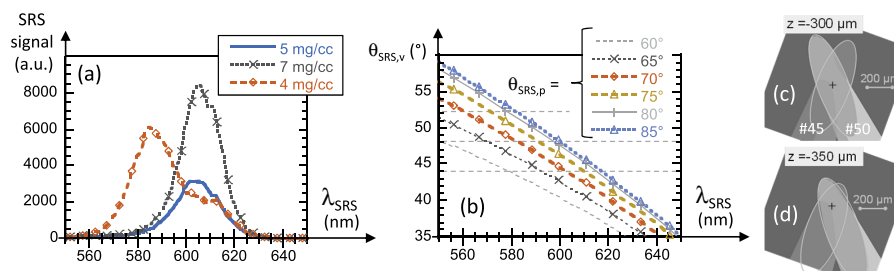 SRS
signal
(a.u.)
(a)
5 mg/cc
7 mg/cc
4 mg/cc
8000
6000
4000
2000
0
560 580 600 620 640
λSRS
(nm)
θSRS,v (°)
θSRS,p =
60°
65°
70°
75°
80°
85°
55
50
45
40
35
(b)
560 580 600 620 640
λSRS
(nm)
z =-300 µm
200 µm
(c)
#45 #50
z =-350 µm
200 µm
(d)